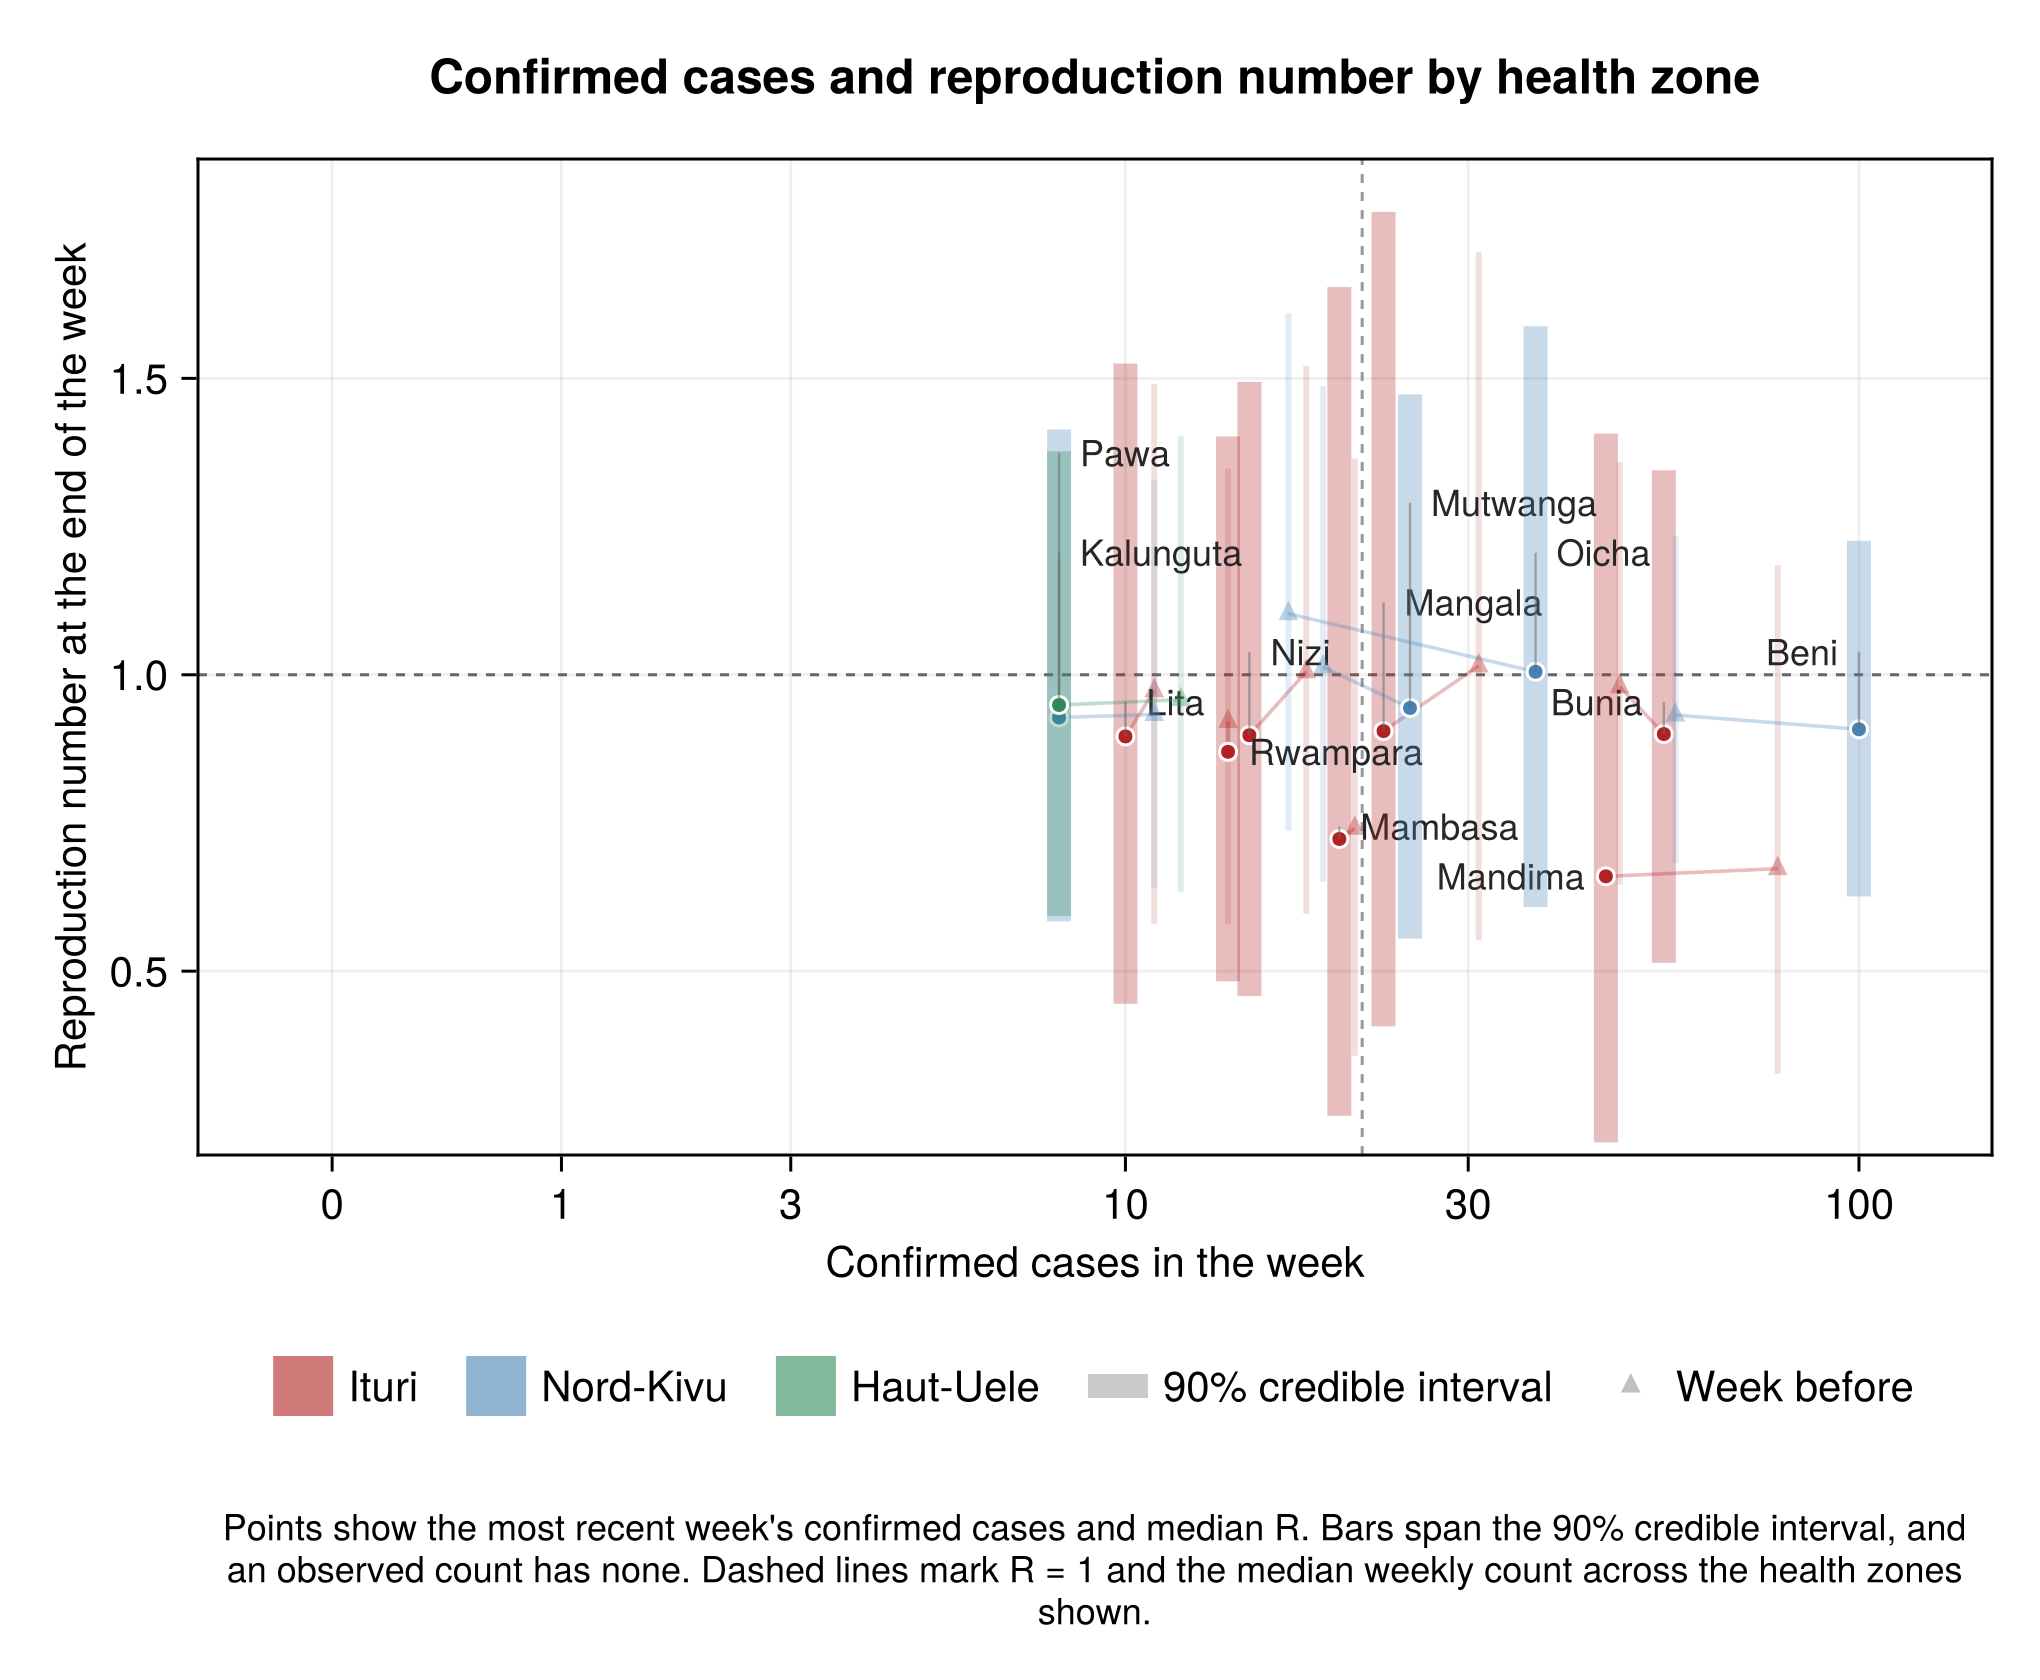 Confirmed cases and reproduction number by health zone
Reproduction number at the end of the week
1.5
1.0
0.5
Pawa
Kalunguta
Mutwanga
Oicha
Mangala
Nizi
Beni
Lita
Bunia
Rwampara
Mambasa
Mandima
0 1 3 10 30 100
Confirmed cases in the week
Ituri Nord-Kivu Haut-Uele 90% credible interval Week before
Points show the most recent week's confirmed cases and median R. Bars span the 90% credible interval, and
an observed count has none. Dashed lines mark R = 1 and the median weekly count across the health zones
shown.